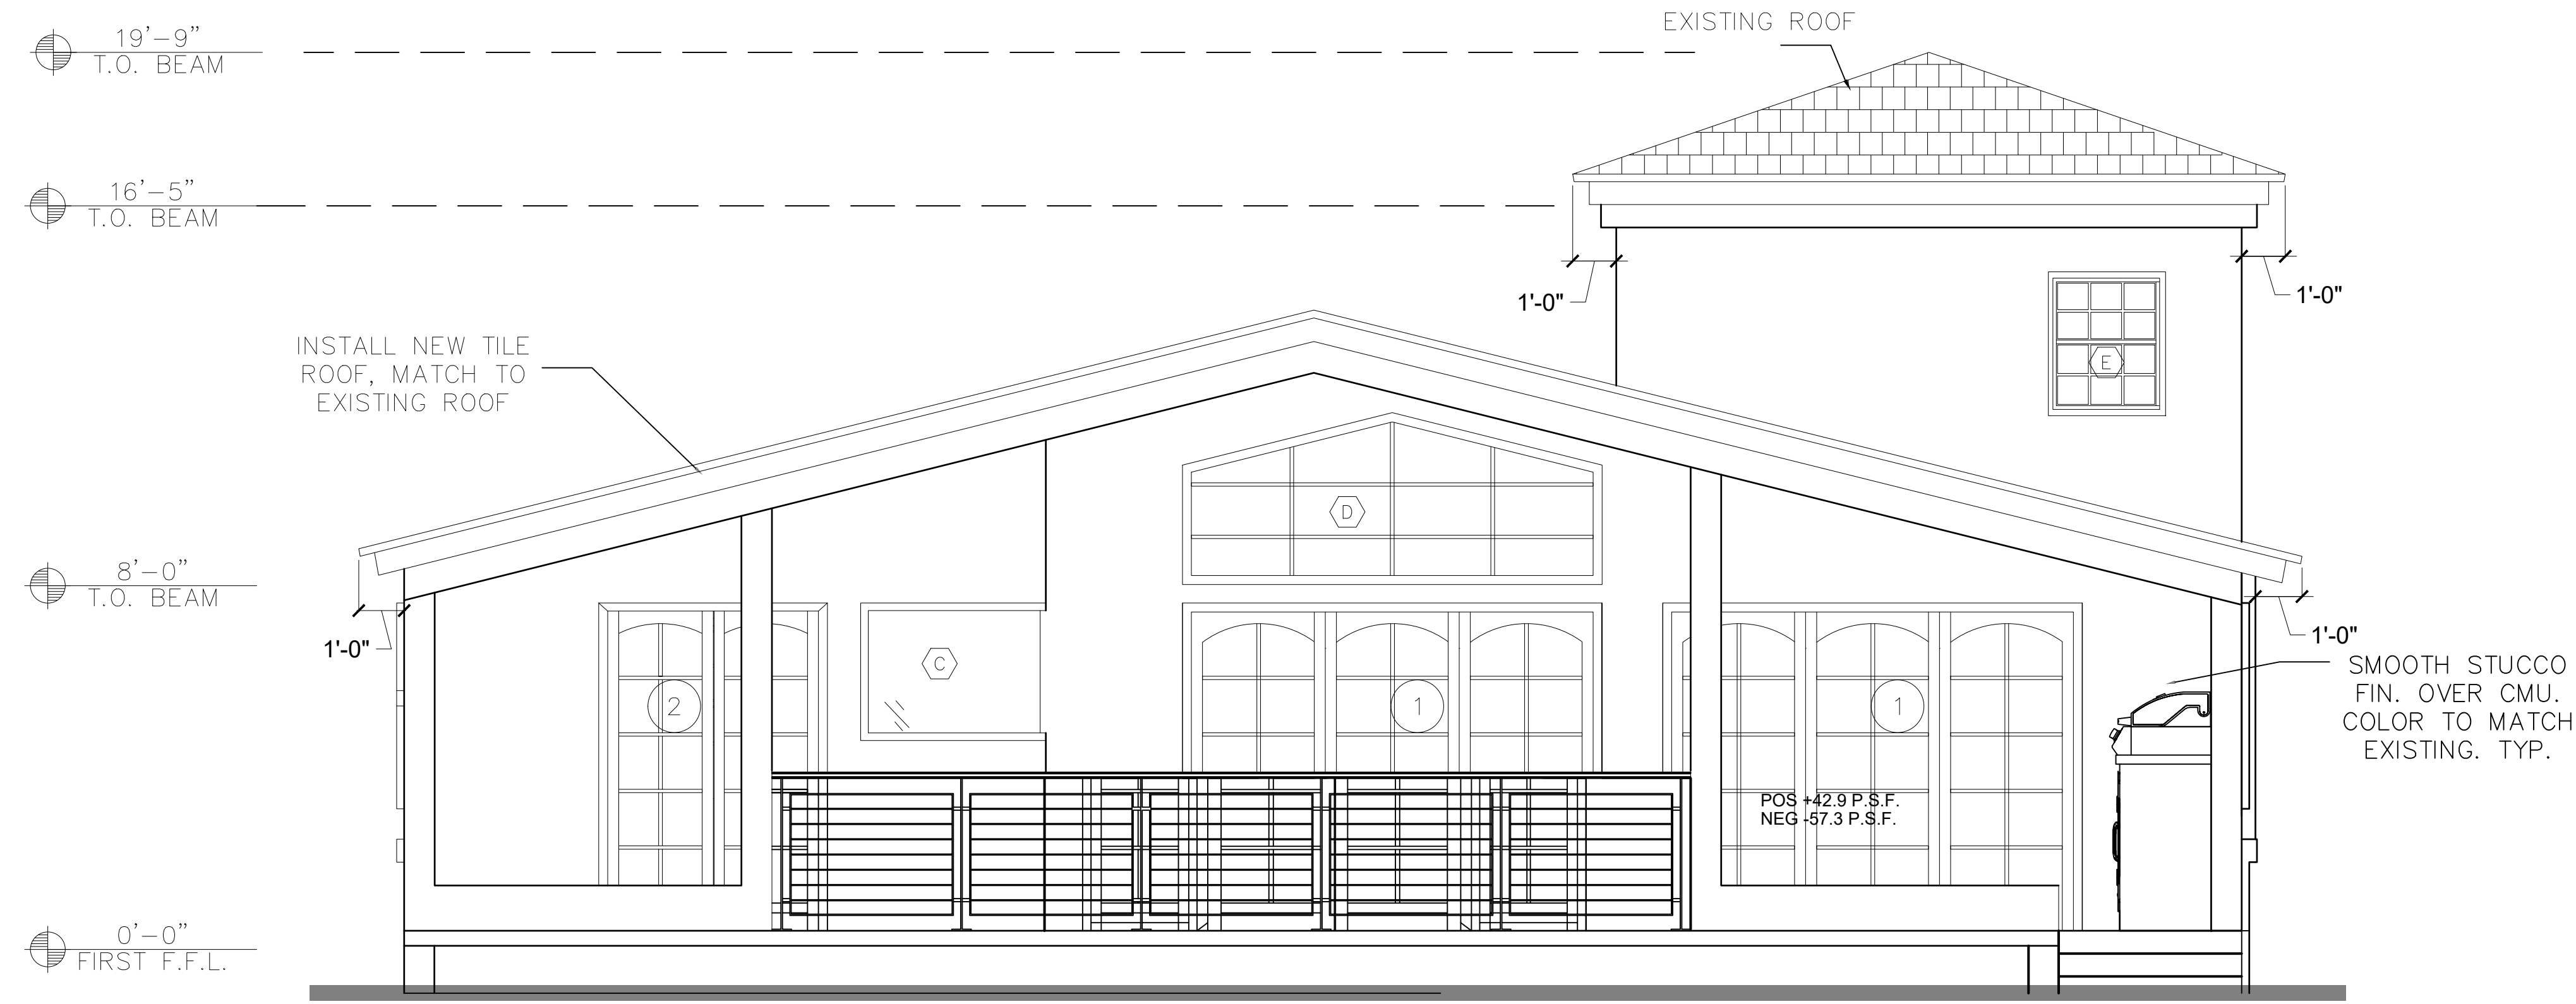 EXISTING ROOF
19'-9"
T.O. BEAM
16'-5"
T.O. BEAM
1'-0"
1'-0"
INSTALL NEW TILE
ROOF, MATCH TO
EXISTING ROOF
E
D
8'-0"
T.O. BEAM
1'-0"
1'-0"
C
2
1
1
SMOOTH STUCCO
FIN. OVER CMU.
COLOR TO MATCH
EXISTING. TYP.
POS +42.9 P.S.F.
NEG -57.3 P.S.F.
0'-0"
FIRST F.F.L.